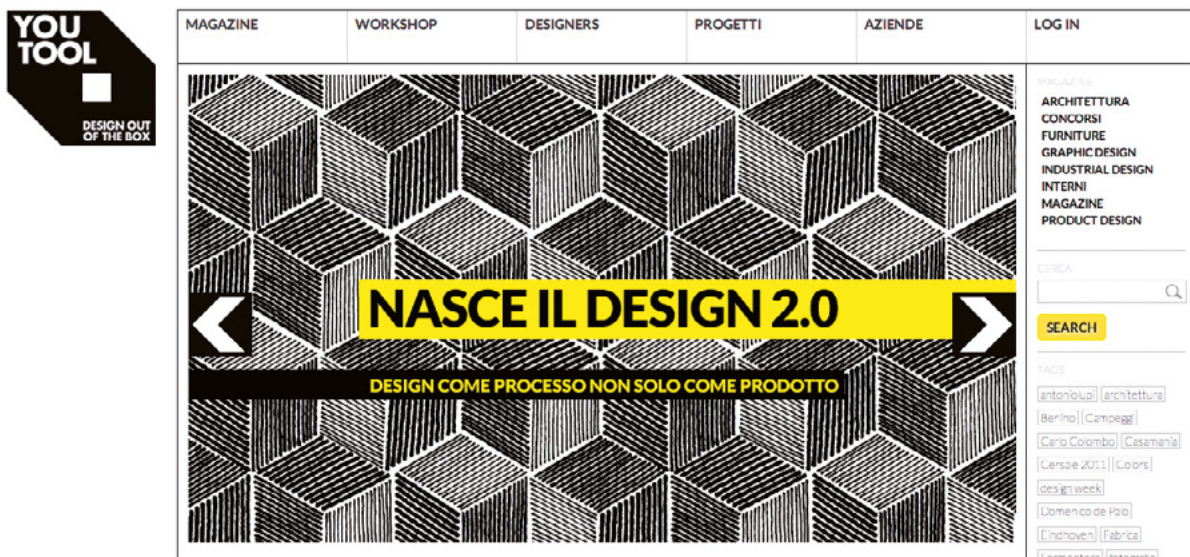 YOU
TOOL
DESIGN OUT
OF THE BOX
MAGAZINE
WORKSHOP
DESIGNERS
PROGETTI
AZIENDE
LOG IN
NASCE IL DESIGN 2.0
DESIGN COME PROCESSO NON SOLO COME PRODOTTO
MAGAZINE
ARCHITETTURA
CONCORSI
FURNITURE
GRAPHIC DESIGN
INDUSTRIAL DESIGN
INTERNI
MAGAZINE
PRODUCT DESIGN
CERCA
SEARCH
TAGS
antoniolupi architettura
Berlino Campeggi
Carlo Colombo Casamania
Cersaie 2011 Colors
design week
Domenico de Palo
Eindhoven Fabrica